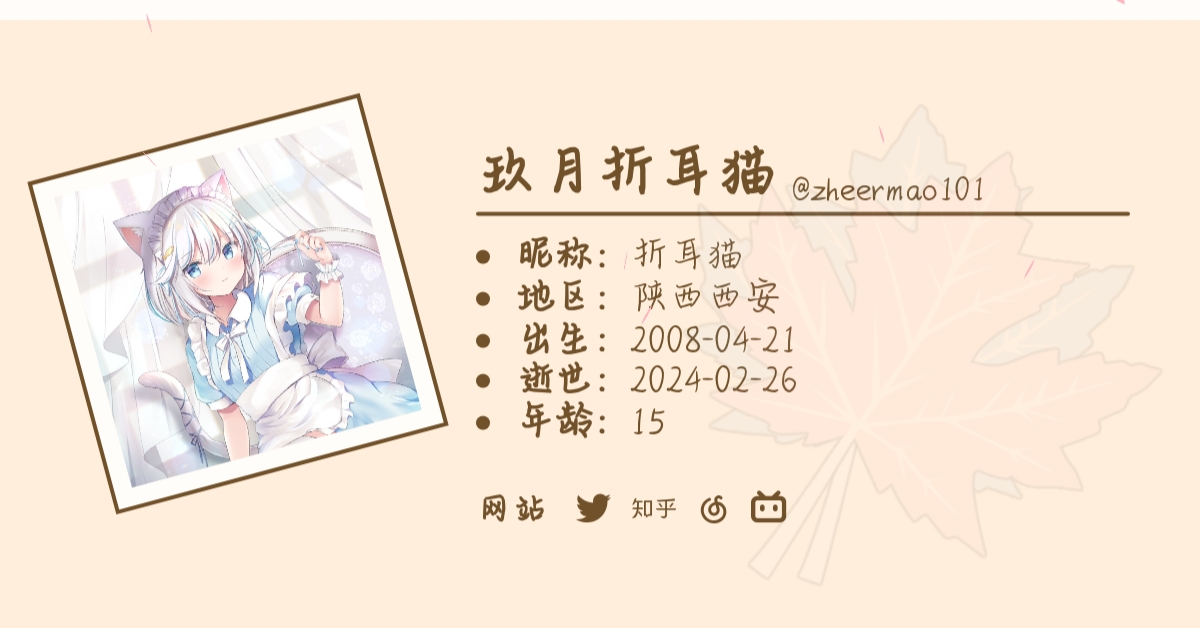 玖月折耳猫 @zheermao101
昵称：折耳猫
地区：陕西西安
出生：2008-04-21
逝世：2024-02-26
年龄：15
网站 知乎